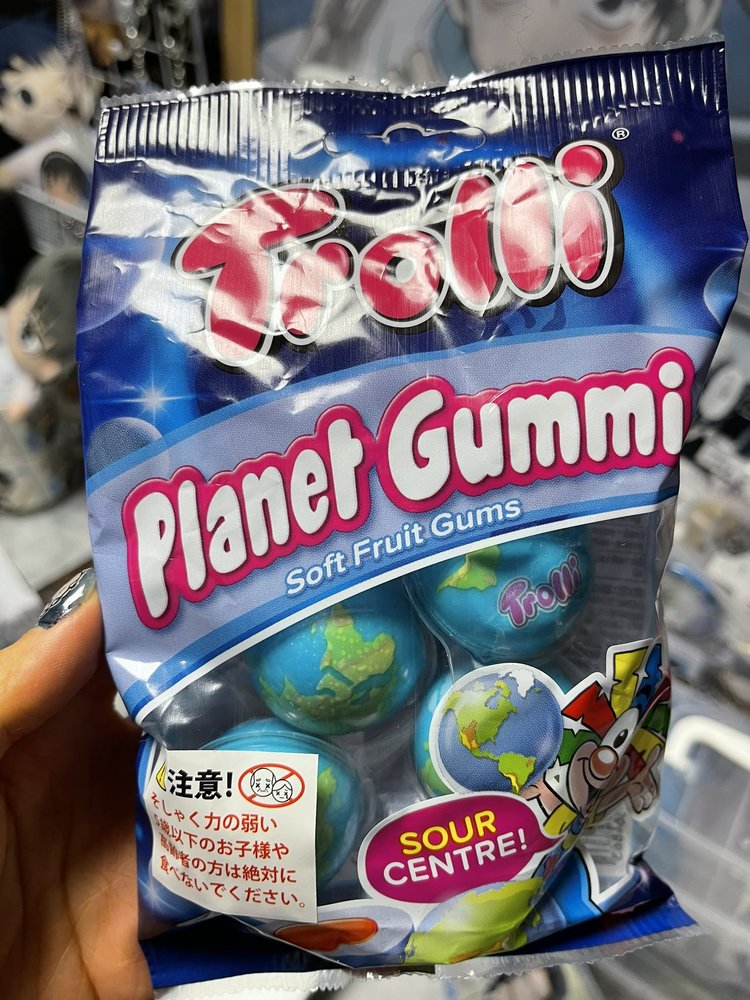 Trolli®
Planet Gummi
Soft Fruit Gums
Trolli
SOUR
CENTRE!
注意!
そしゃく力の弱い
5歳以下のお子様や
高齢者の方は絶対に
食べないでください。